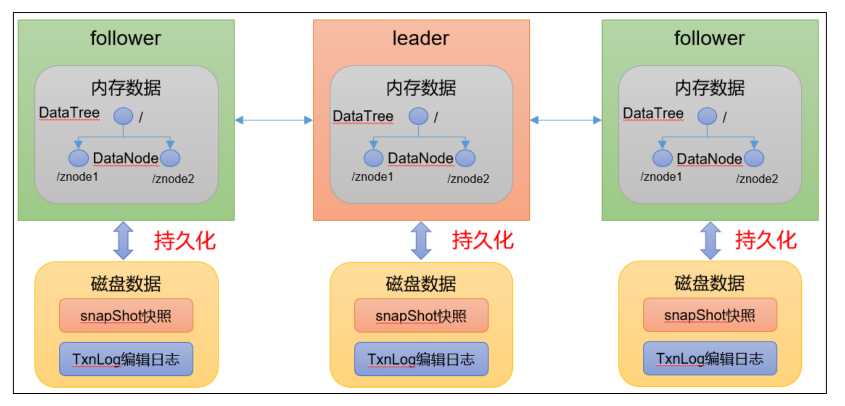 follower
内存数据
DataTree
/
DataNode
/znode1
/znode2
持久化
磁盘数据
snapShot快照
TxnLog编辑日志
leader
内存数据
DataTree
/
DataNode
/znode1
/znode2
持久化
磁盘数据
snapShot快照
TxnLog编辑日志
follower
内存数据
DataTree
/
DataNode
/znode1
/znode2
持久化
磁盘数据
snapShot快照
TxnLog编辑日志